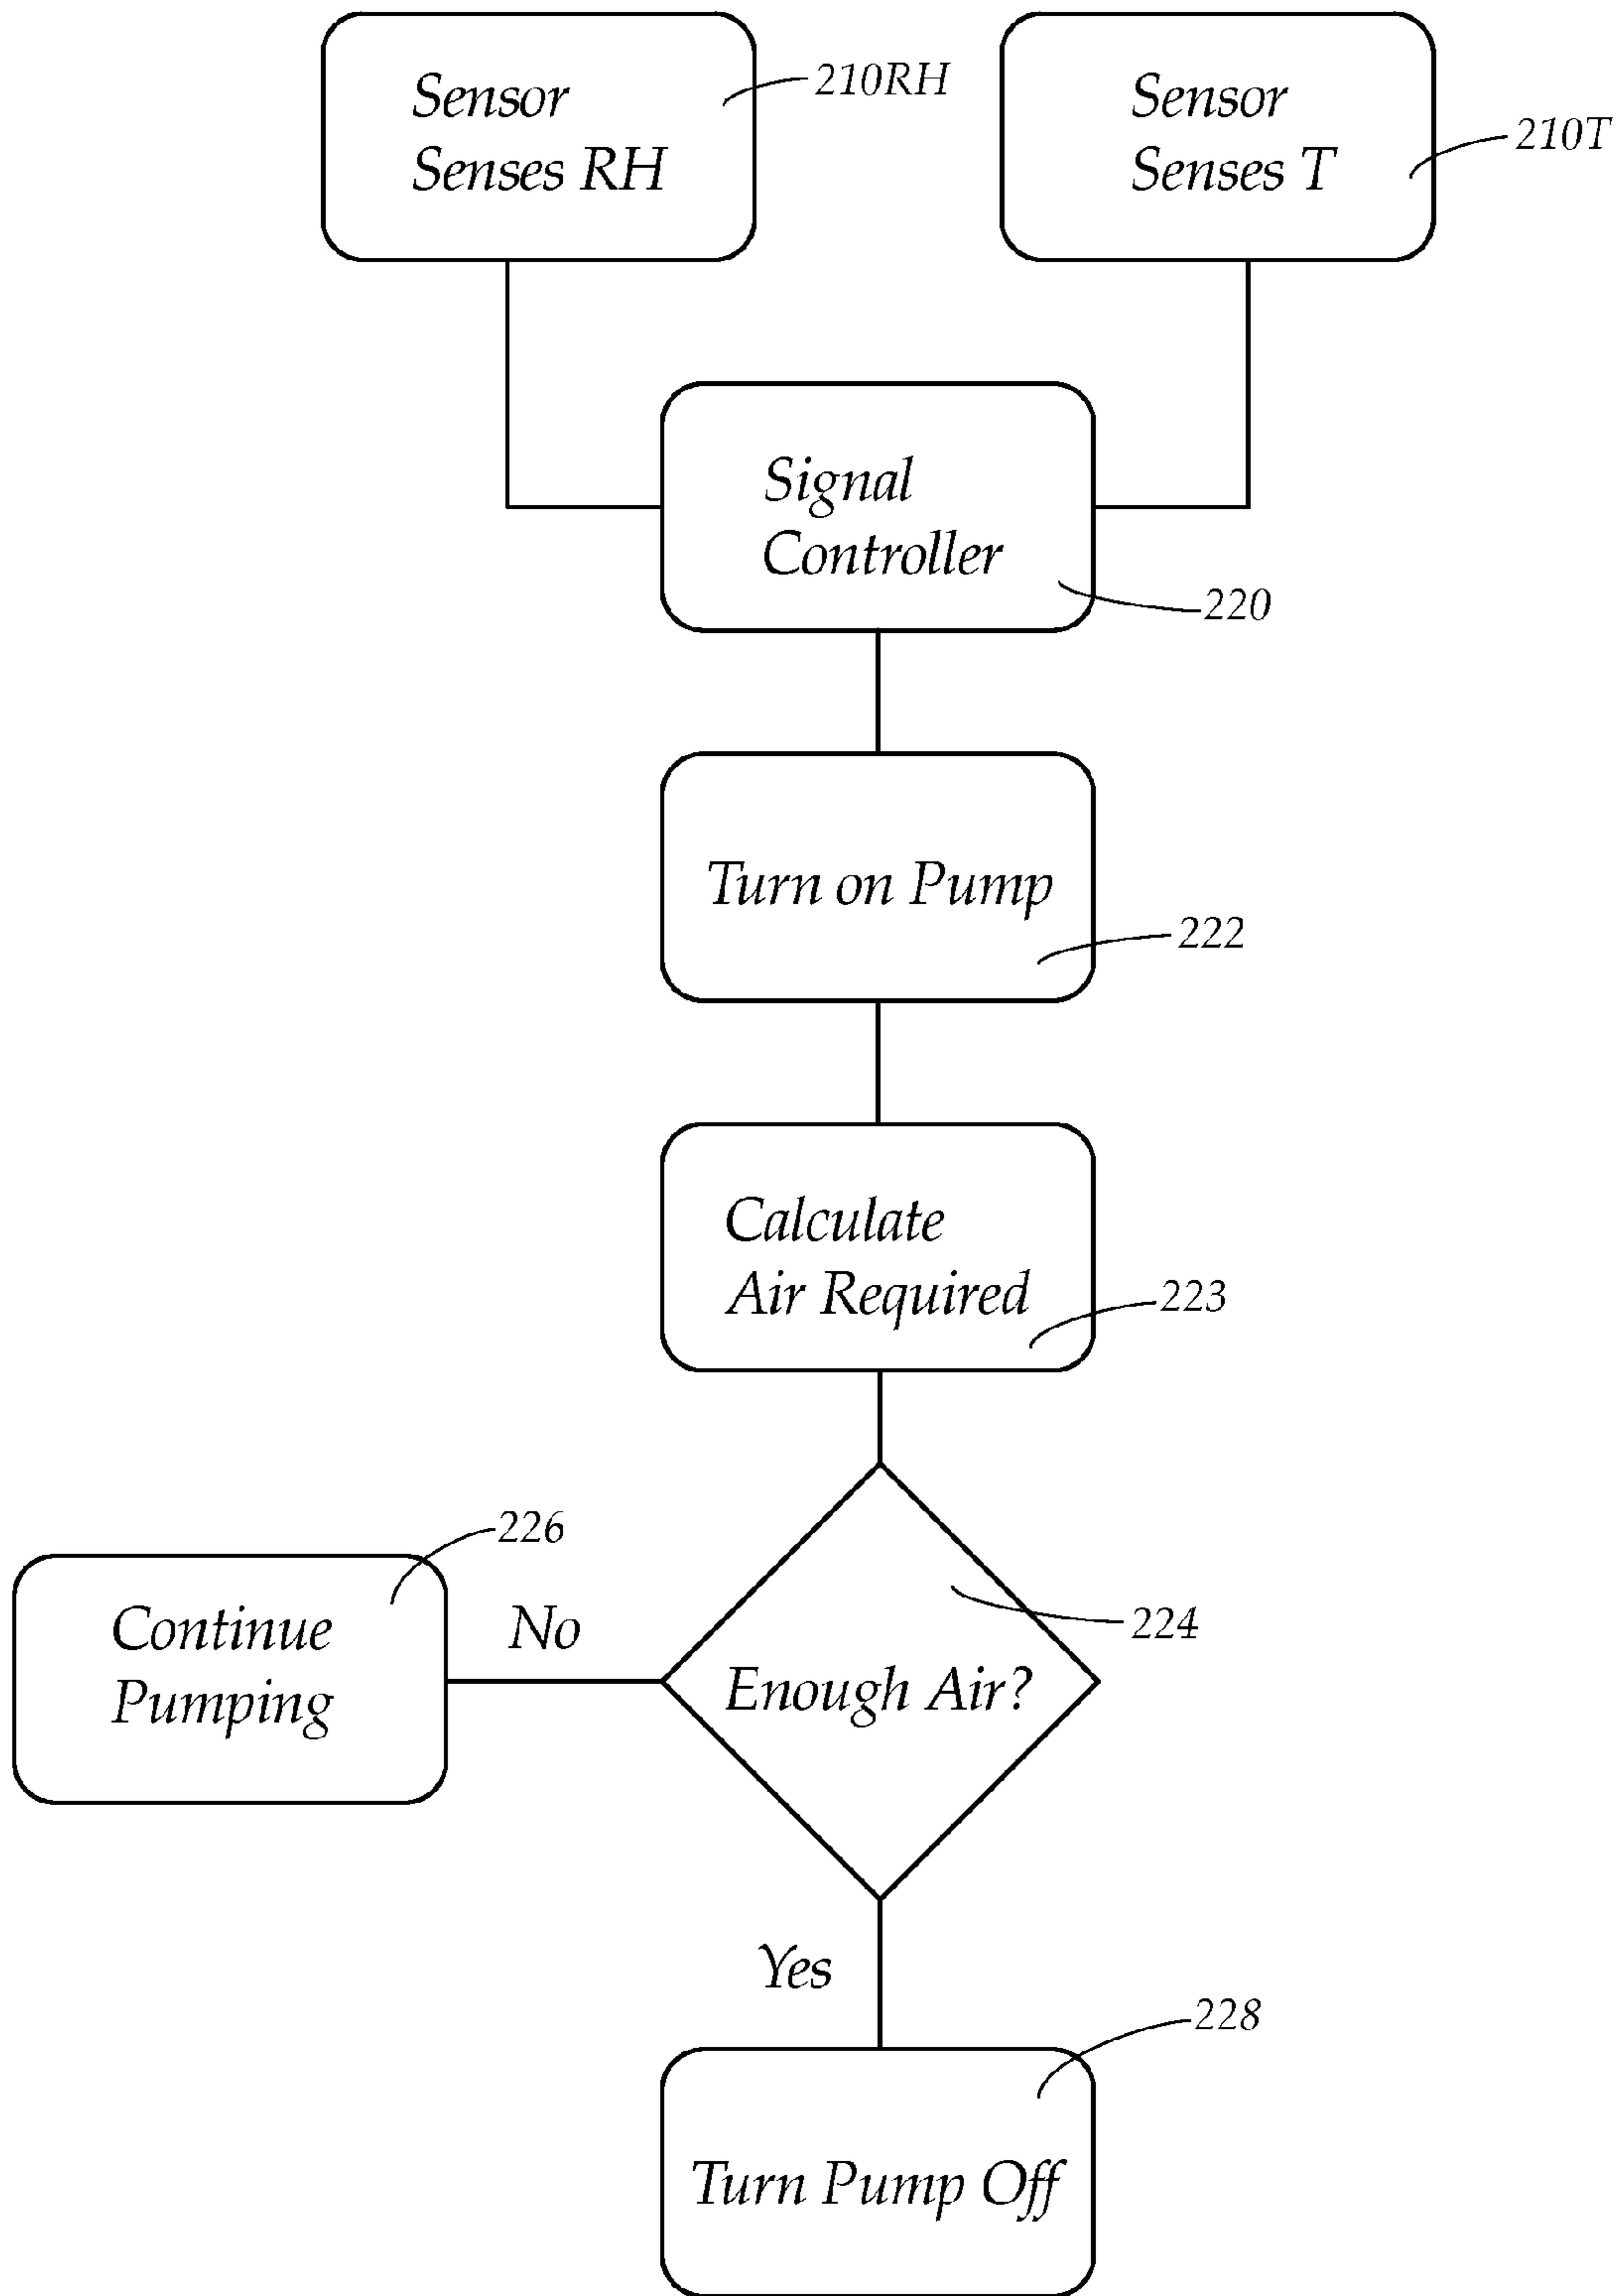 Sensor
Senses RH
210RH
Sensor
Senses T
210T
Signal
Controller
220
Turn on Pump
222
Calculate
Air Required
223
226
Continue
Pumping
No
224
Enough Air?
Yes
228
Turn Pump Off